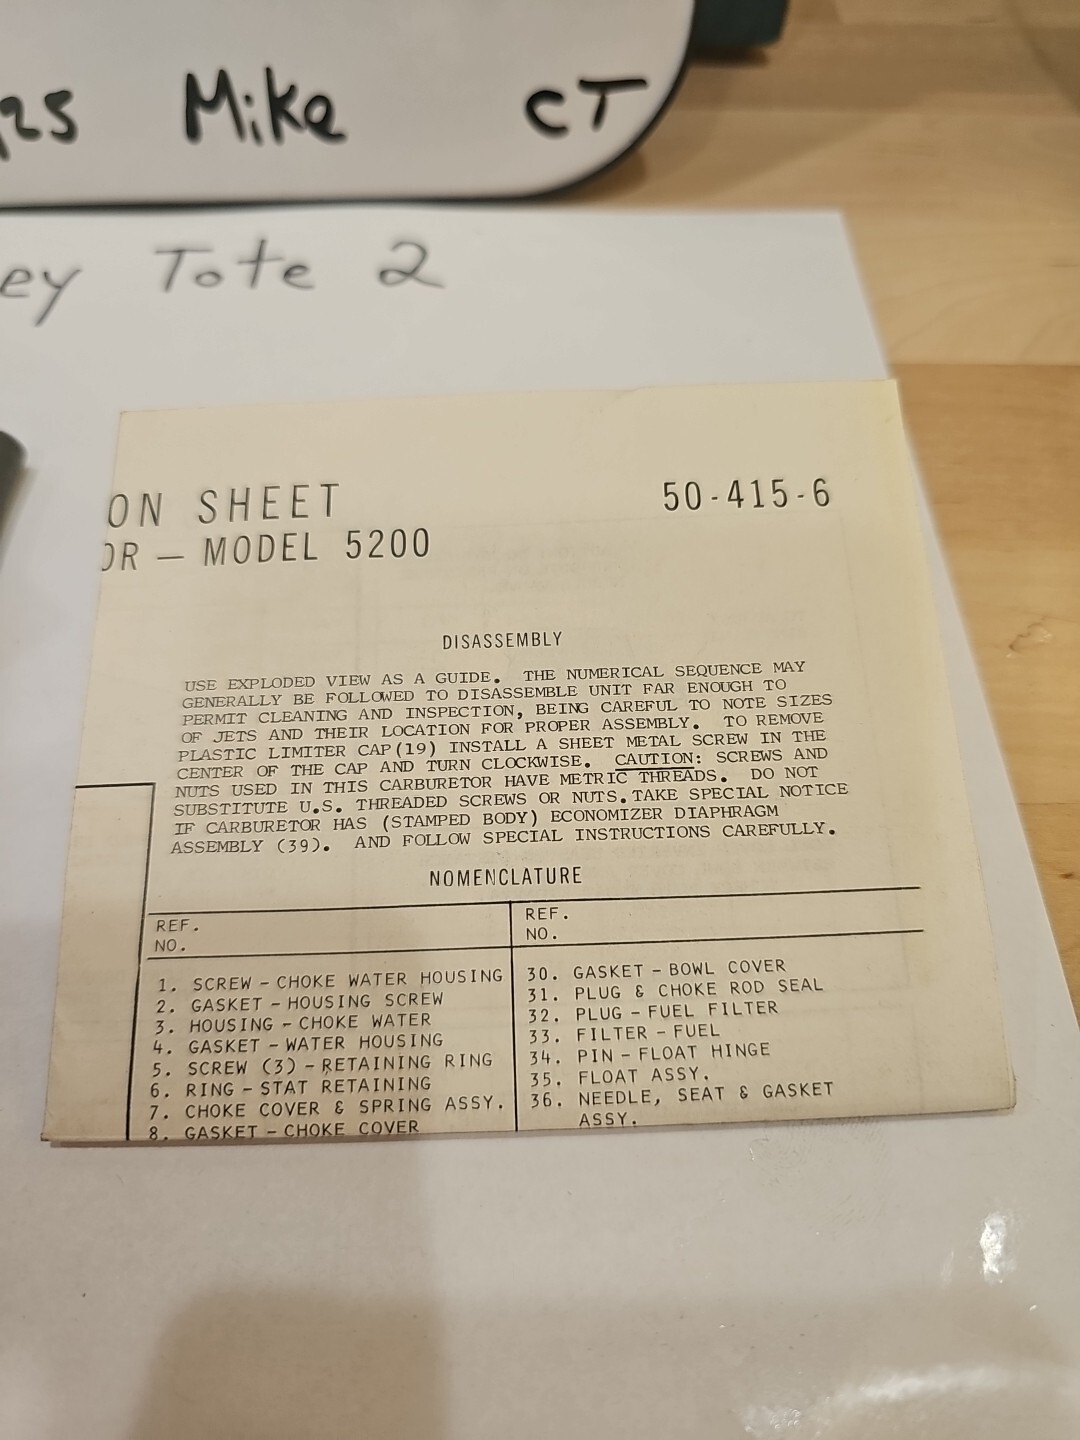 25 Mike CT
ey Tote 2
ON SHEET 50-415-6
OR — MODEL 5200
DISASSEMBLY
USE EXPLODED VIEW AS A GUIDE. THE NUMERICAL SEQUENCE MAY
GENERALLY BE FOLLOWED TO DISASSEMBLE UNIT FAR ENOUGH TO
PERMIT CLEANING AND INSPECTION, BEING CAREFUL TO NOTE SIZES
OF JETS AND THEIR LOCATION FOR PROPER ASSEMBLY. TO REMOVE
PLASTIC LIMITER CAP(19) INSTALL A SHEET METAL SCREW IN THE
CENTER OF THE CAP AND TURN CLOCKWISE. CAUTION: SCREWS AND
NUTS USED IN THIS CARBURETOR HAVE METRIC THREADS. DO NOT
SUBSTITUTE U.S. THREADED SCREWS OR NUTS.TAKE SPECIAL NOTICE
IF CARBURETOR HAS (STAMPED BODY) ECONOMIZER DIAPHRAGM
ASSEMBLY (39). AND FOLLOW SPECIAL INSTRUCTIONS CAREFULLY.
NOMENCLATURE
REF.
NO.
1. SCREW-CHOKE WATER HOUSING
2. GASKET-HOUSING SCREW
3. HOUSING-CHOKE WATER
4. GASKET-WATER HOUSING
5. SCREW (3)-RETAINING RING
6. RING-STAT RETAINING
7. CHOKE COVER & SPRING ASSY.
8. GASKET-CHOKE COVER
REF.
NO.
30. GASKET-BOWL COVER
31. PLUG & CHOKE ROD SEAL
32. PLUG-FUEL FILTER
33. FILTER-FUEL
34. PIN-FLOAT HINGE
35. FLOAT ASSY.
36. NEEDLE, SEAT & GASKET
ASSY.